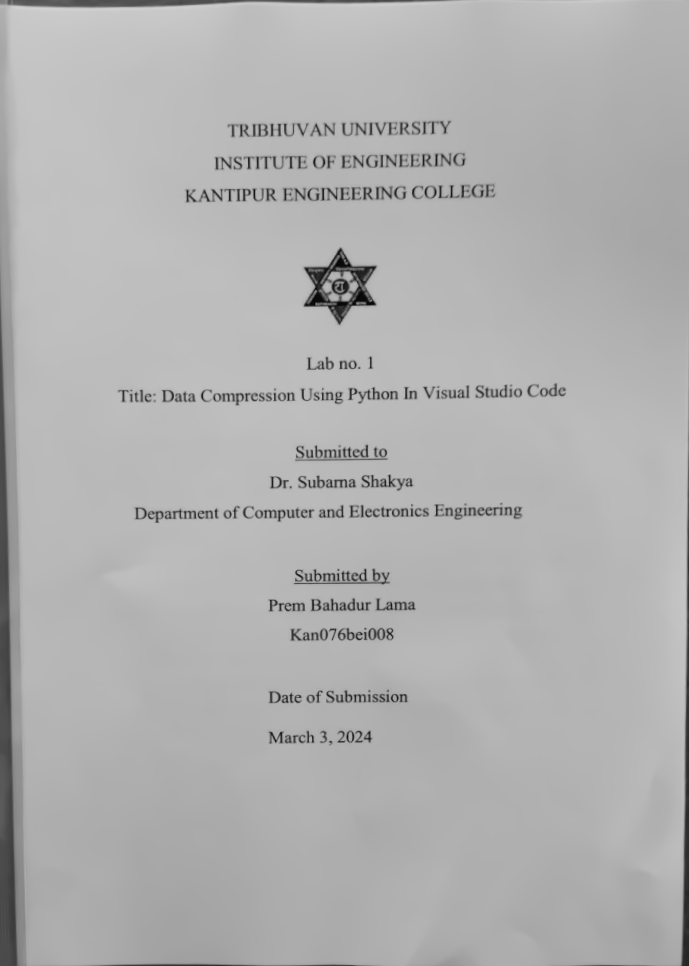 TRIBHUVAN UNIVERSITY
INSTITUTE OF ENGINEERING
KANTIPUR ENGINEERING COLLEGE
Lab no. 1
Title: Data Compression Using Python In Visual Studio Code
Submitted to
Dr. Subarna Shakya
Department of Computer and Electronics Engineering
Submitted by
Prem Bahadur Lama
Kan076bei008
Date of Submission
March 3, 2024